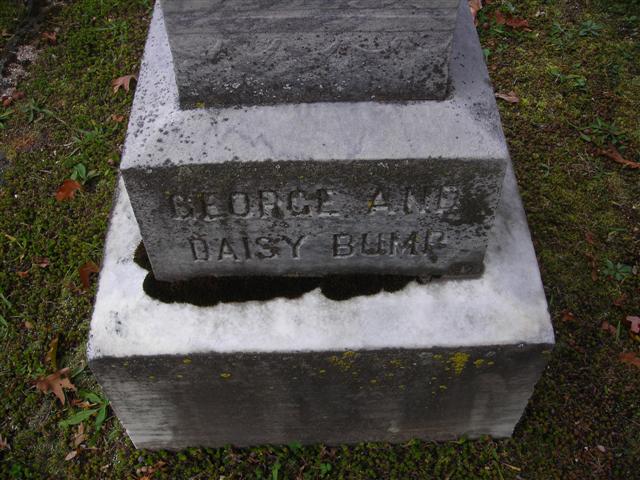 GEORGE AND
DAISY BUMP